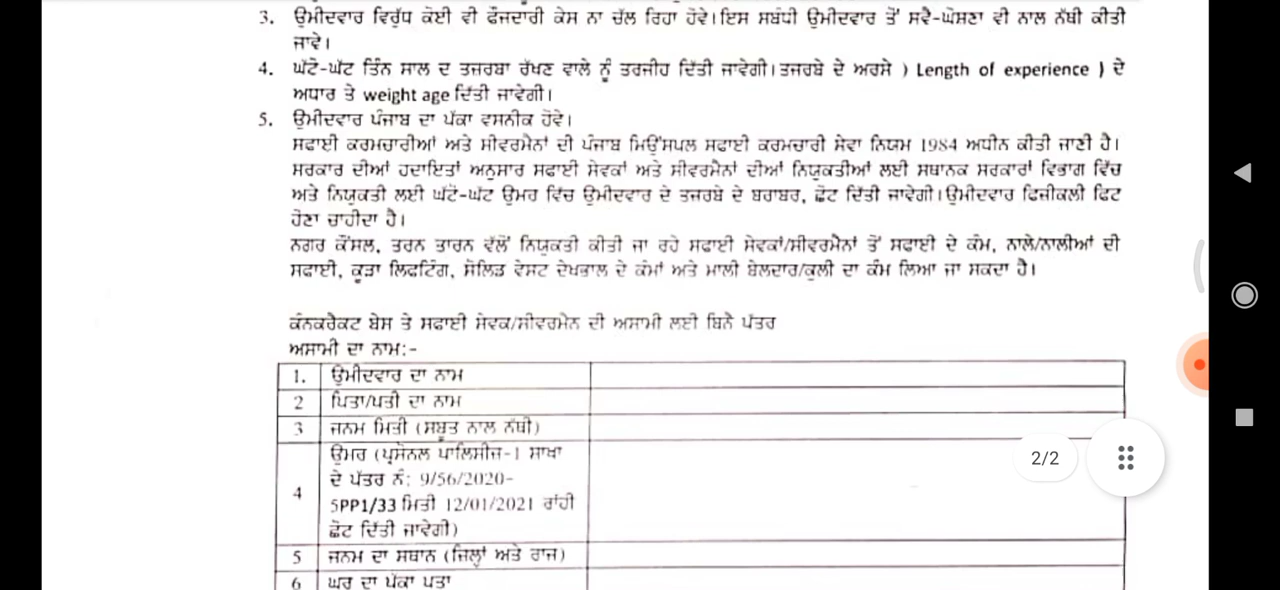 3. ਉਮੀਦਵਾਰ ਵਿਰੁੱਧ ਕੋਈ ਵੀ ਫੌਜਦਾਰੀ ਕੇਸ ਨਾ ਚੱਲ ਰਿਹਾ ਹੋਵੇ। ਇਸ ਸਬੰਧੀ ਉਮੀਦਵਾਰ ਤੋਂ ਸਵੈ-ਘੋਸਣਾ ਵੀ ਨਾਲ ਨੱਥੀ ਕੀਤੀ
ਜਾਵੇ।
4. ਘੱਟੋ-ਘੱਟ ਤਿੰਨ ਸਾਲ ਦ ਤਜ਼ਰਬਾ ਰੱਖਣ ਵਾਲੇ ਨੂੰ ਤਰਜੀਹ ਦਿੱਤੀ ਜਾਵੇਗੀ। ਤਜਰਬੇ ਦੇ ਅਰਸੇ ) Length of experience ) ਦੇ
ਅਧਾਰ ਤੇ weight age ਦਿੱਤੀ ਜਾਵੇਗੀ।
5. ਉਮੀਦਵਾਰ ਪੰਜਾਬ ਦਾ ਪੱਕਾ ਵਸਨੀਕ ਹੋਵੇ।
ਸਫਾਈ ਕਰਮਚਾਰੀਆਂ ਅਤੇ ਸੀਵਰਮੈਨਾਂ ਦੀ ਪੰਜਾਬ ਮਿਉਂਸਪਲ ਸਫਾਈ ਕਰਮਚਾਰੀ ਸੇਵਾ ਨਿਯਮ 1984 ਅਧੀਨ ਕੀਤੀ ਜਾਣੀ ਹੈ।
ਸਰਕਾਰ ਦੀਆਂ ਹਦਾਇਤਾਂ ਅਨੁਸਾਰ ਸਫਾਈ ਸੇਵਕਾਂ ਅਤੇ ਸੀਵਰਮੈਨਾਂ ਦੀਆਂ ਨਿਯੁਕਤੀਆਂ ਲਈ ਸਥਾਨਕ ਸਰਕਾਰਾਂ ਵਿਭਾਗ ਵਿੱਚ
ਅਤੇ ਨਿਯੁਕਤੀ ਲਈ ਘੱਟੋ-ਘੱਟ ਉਮਰ ਵਿੱਚ ਉਮੀਦਵਾਰ ਦੇ ਤਜ਼ਰਬੇ ਦੇ ਬਰਾਬਰ, ਛੋਟ ਦਿੱਤੀ ਜਾਵੇਗੀ। ਉਮੀਦਵਾਰ ਫਿਜ਼ੀਕਲੀ ਫਿਟ
ਹੋਣਾ ਚਾਹੀਦਾ ਹੈ।
ਨਗਰ ਕੌਂਸਲ, ਤਰਨ ਤਾਰਨ ਵੱਲੋਂ ਨਿਯੁਕਤੀ ਕੀਤੀ ਜਾ ਰਹੇ ਸਫਾਈ ਸੇਵਕਾਂ/ਸੀਵਰਮੈਨਾਂ ਤੋਂ ਸਫਾਈ ਦੇ ਕੰਮ, ਨਾਲੇ/ਨਾਲੀਆਂ ਦੀ
ਸਫਾਈ, ਕੂੜਾ ਲਿਫਟਿੰਗ, ਸੋਲਿਡ ਵੇਸਟ ਦੇਖਭਾਲ ਦੇ ਕੰਮਾਂ ਅਤੇ ਮਾਲੀ ਬੇਲਦਾਰ/ਕੁਲੀ ਦਾ ਕੰਮ ਲਿਆ ਜਾ ਸਕਦਾ ਹੈ।
ਕੰਨਕਰੈਕਟ ਬੇਸ ਤੇ ਸਫਾਈ ਸੇਵਕ/ਸੀਵਰਮੈਨ ਦੀ ਅਸਾਮੀ ਲਈ ਬਿਨੈ ਪੱਤਰ
ਅਸਾਮੀ ਦਾ ਨਾਮ:-
1. ਉਮੀਦਵਾਰ ਦਾ ਨਾਮ
2 ਪਿਤਾ/ਪਤੀ ਦਾ ਨਾਮ
3 ਜਨਮ ਮਿਤੀ (ਸਬੂਤ ਨਾਲ ਨੱਥੀ)
4 ਉਮਰ (ਪ੍ਰਸੋਨਲ ਪਾਲਿਸੀਜ-1 ਸਾਖਾ
ਦੇ ਪੱਤਰ ਨੰ: 9/56/2020-
5PP1/33 ਮਿਤੀ 12/01/2021 ਰਾਂਹੀ
ਛੋਟ ਦਿੱਤੀ ਜਾਵੇਗੀ)
5 ਜਨਮ ਦਾ ਸਥਾਨ (ਜਿਲ੍ਹਾਂ ਅਤੇ ਰਾਜ)
6 ਘਰ ਦਾ ਪੱਕਾ ਪਤਾ
2/2